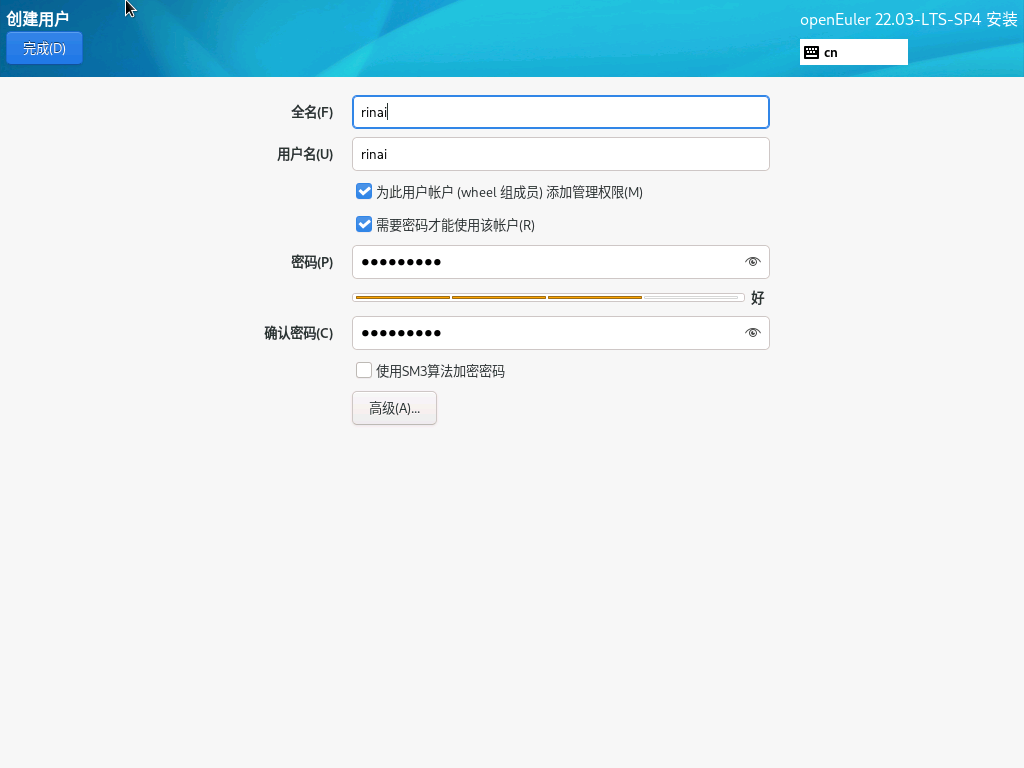 创建用户
openEuler 22.03-LTS-SP4 安装
完成(D)
cn
全名(F)
rinai
用户名(U)
rinai
为此用户帐户 (wheel 组成员) 添加管理权限(M)
需要密码才能使用该帐户(R)
密码(P)
●●●●●●●●●
好
确认密码(C)
●●●●●●●●●
使用SM3算法加密密码
高级(A)...